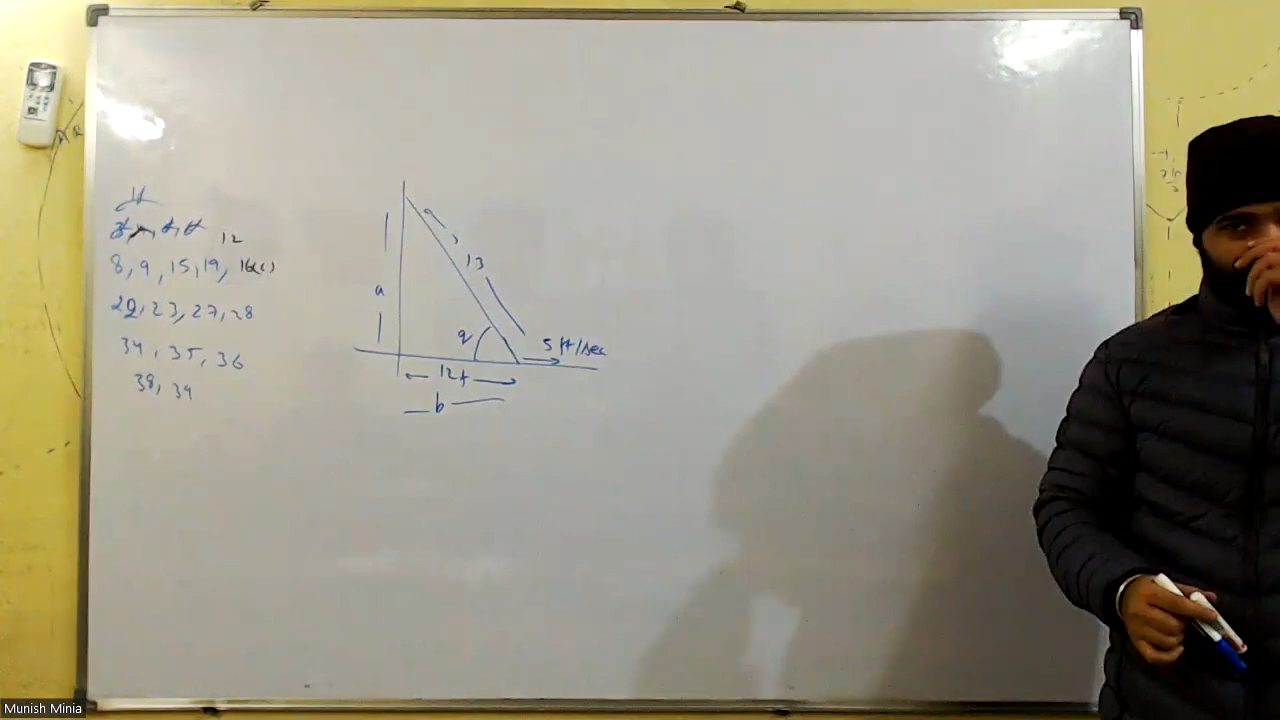 12
8, 9, 15, 19, 16(c)
22, 23, 27, 28
34, 35, 36
38, 39
13
a
q
5 ft/sec
12f
b
Munish Minia